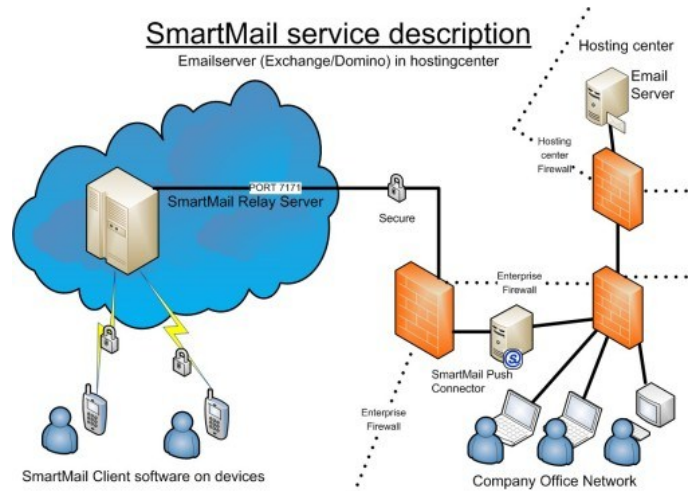 SmartMail service description
Emailserver (Exchange/Domino) in hostingcenter
Hosting center
Email
Server
Hosting
center
Firewall
PORT 7171
SmartMail Relay Server
Secure
Enterprise
Firewall
SmartMail Push
Connector
Enterprise
Firewall
SmartMail Client software on devices
Company Office Network